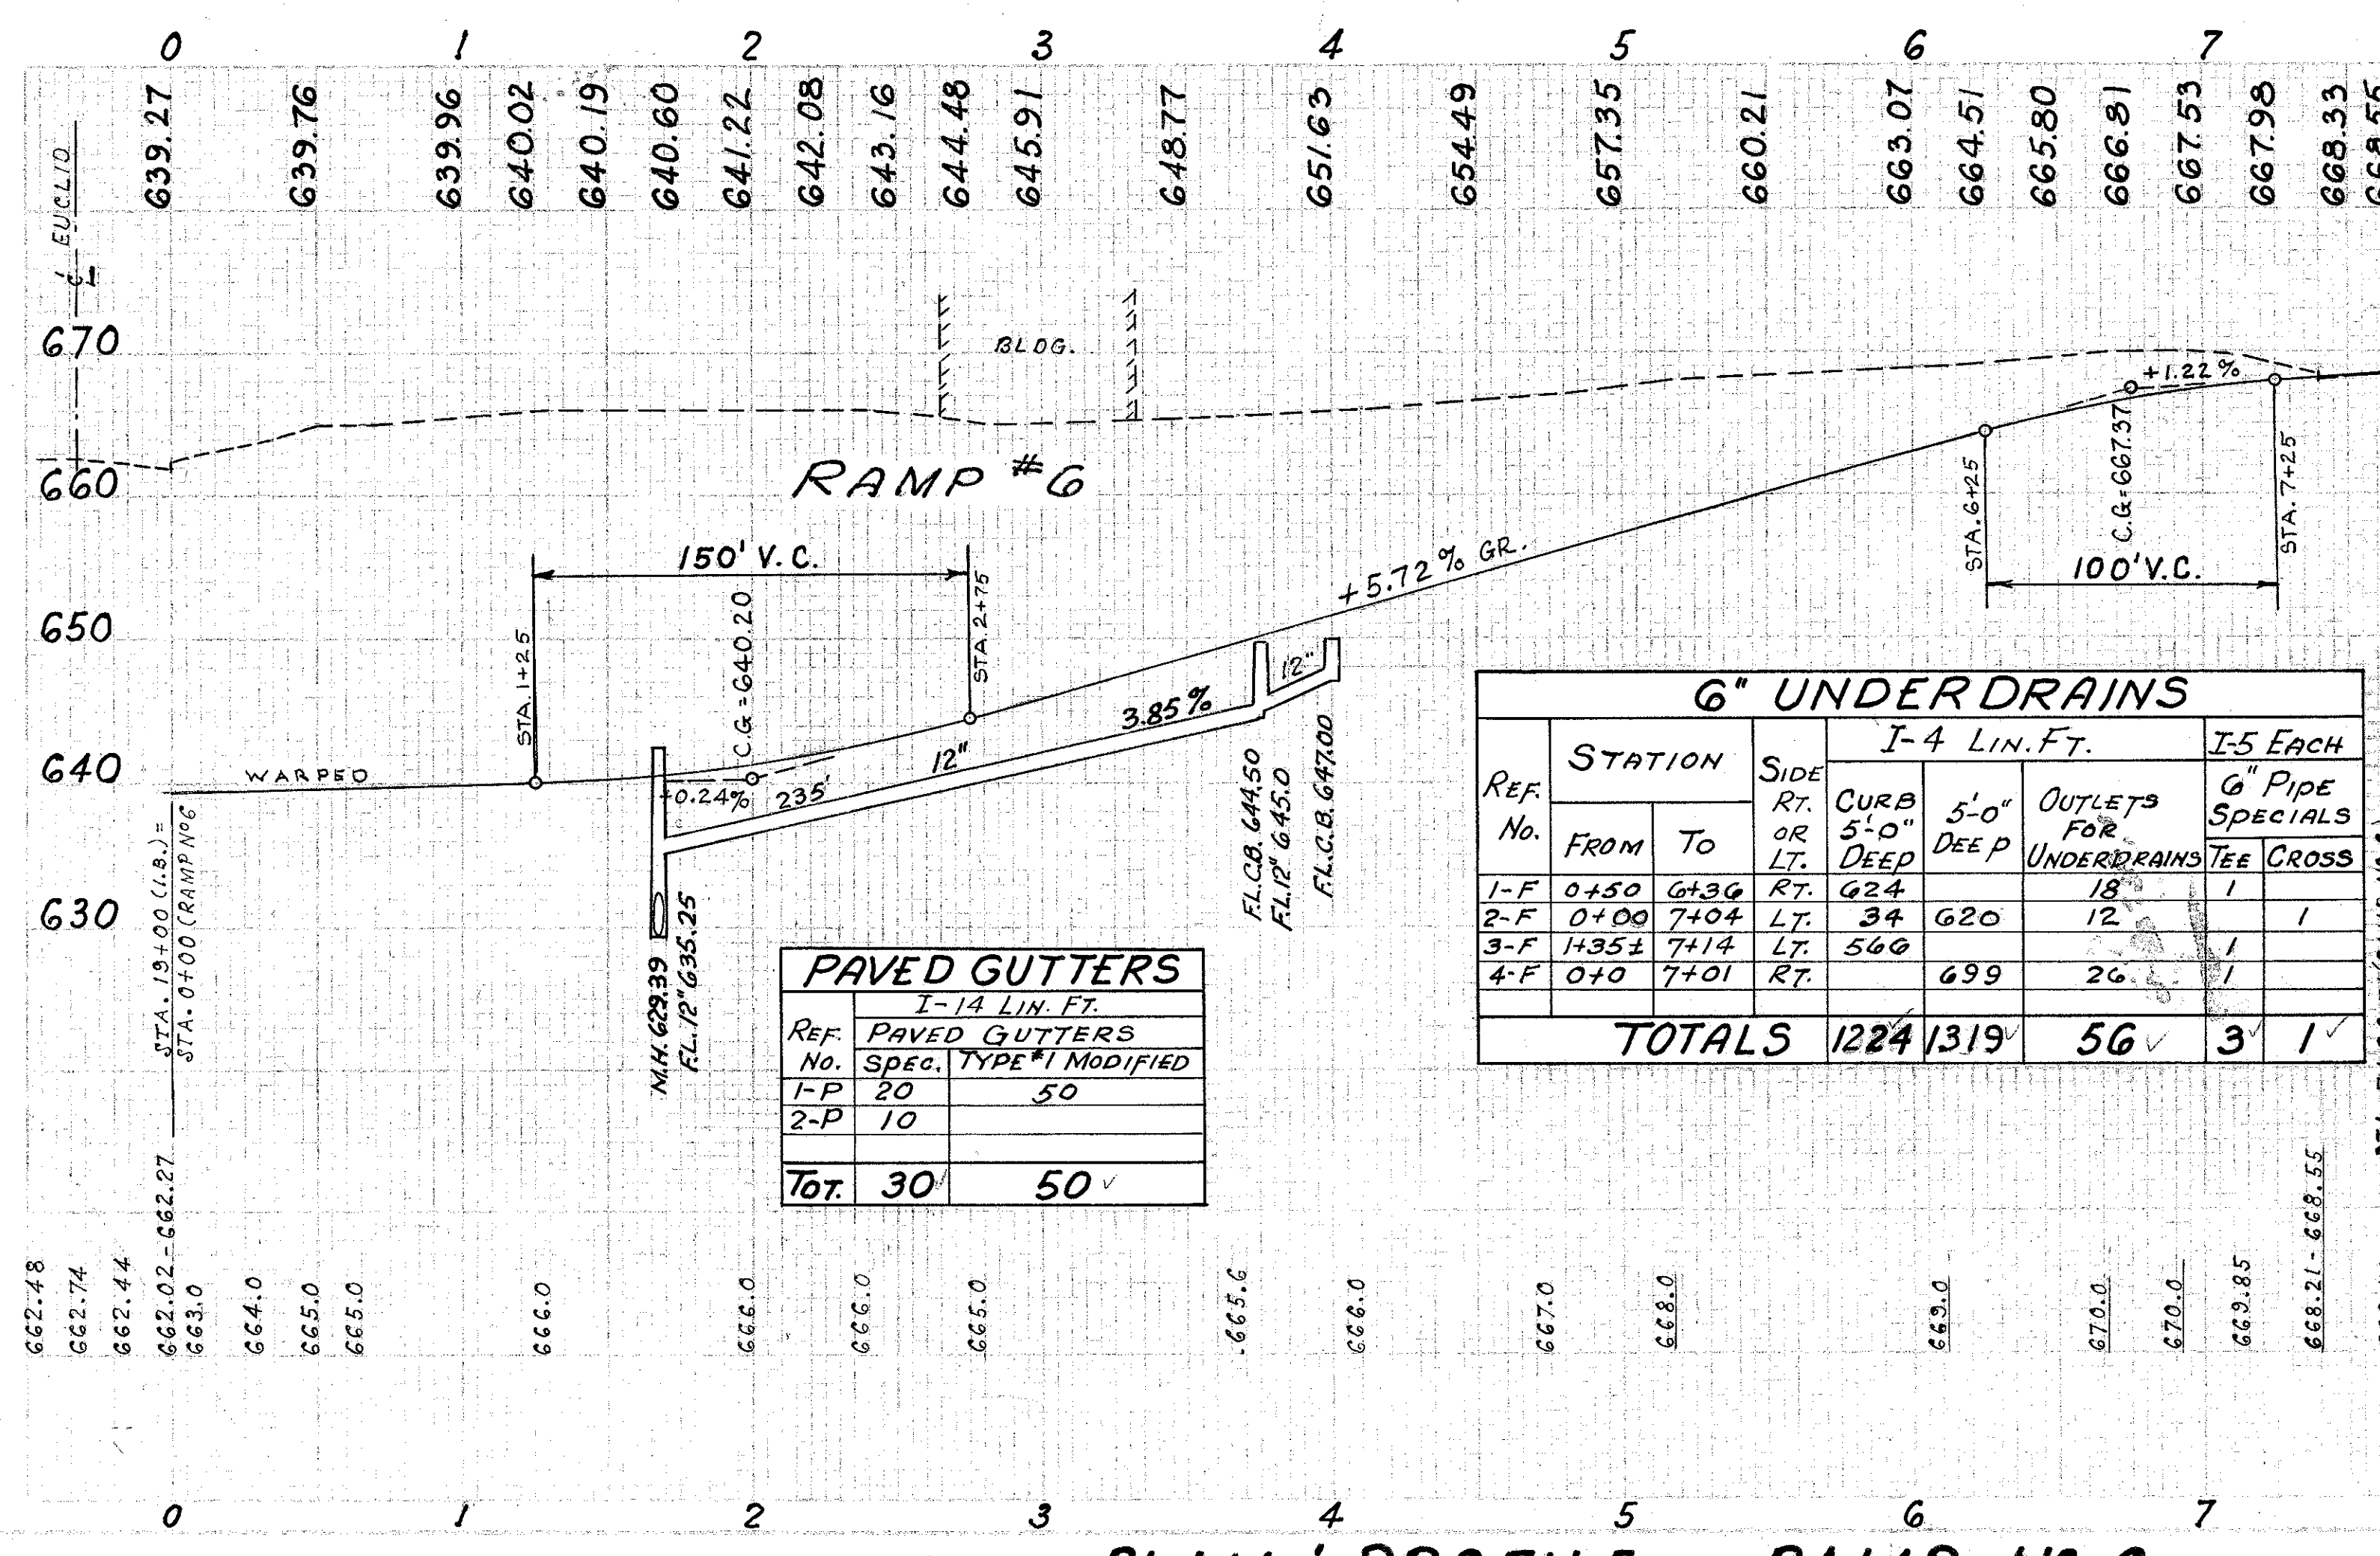 0 1 2 3 4 5 6 7
639.27 639.76 639.96 640.02 640.19 640.60 641.22 642.08 643.16 644.48 645.91 648.77 651.63 654.49 657.35 660.21 663.07 664.51 665.80 666.81 667.53 667.98 668.33 668.55
℄ EUCLID
670
660
650
640
630
BLDG.
RAMP #6
+1.22%
C.G=667.37
STA. 6+25
STA. 7+25
100' V.C.
150' V.C.
STA. 1+25
C.G = 640.20
STA. 2+75
+5.72% GR.
WARPED
+0.24%
235'
12"
3.85%
12"
STA. 19+00 (I.B.) =
STA. 0+00 (RAMP Nº6
M.H. 629.39
F.L. 12" 635.25
F.L.C.B. 644.50
F.L.12" 645.0
F.L.C.B. 647.00
PAVED GUTTERS
REF. No.
I-14 LIN. FT.
PAVED GUTTERS
SPEC. TYPE #1 MODIFIED
1-P 20 50
2-P 10
TOT. 30 50
6" UNDERDRAINS
REF. No.
STATION
FROM TO
SIDE RT. OR LT.
I-4 LIN. FT.
CURB 5'-0" DEEP
5'-0" DEEP
OUTLETS FOR UNDERDRAINS
I-5 EACH
6" PIPE SPECIALS
TEE CROSS
1-F 0+50 6+36 RT. 624 18 1
2-F 0+00 7+04 LT. 34 620 12 1
3-F 1+35± 7+14 LT. 566 1
4-F 0+0 7+01 RT. 699 26 1
TOTALS 1224 1319 56 3 1
662.48 662.74 662.44 662.02-662.27 663.0 664.0 665.0 665.0 666.0 666.0 666.0 665.0 665.6 666.0 667.0 668.0 669.0 670.0 670.0 669.85 668.21-668.55
0 1 2 3 4 5 6 7